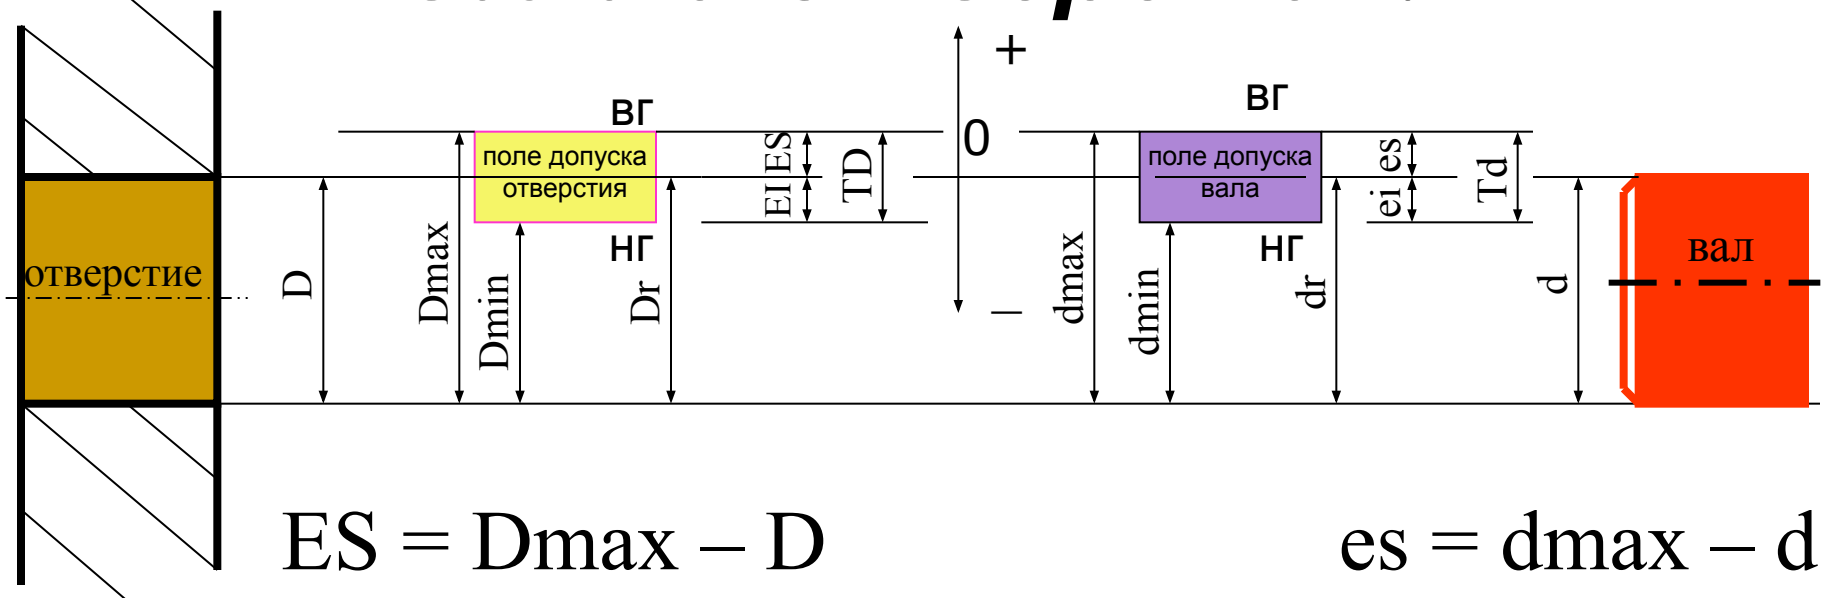 +
0
–
вг
поле допуска
отверстия
нг
ES
EI
TD
отверстие
D
Dmax
Dmin
Dr
вг
поле допуска
вала
нг
es
ei
Td
dmax
dmin
dr
d
вал
ES = Dmax – D
es = dmax – d